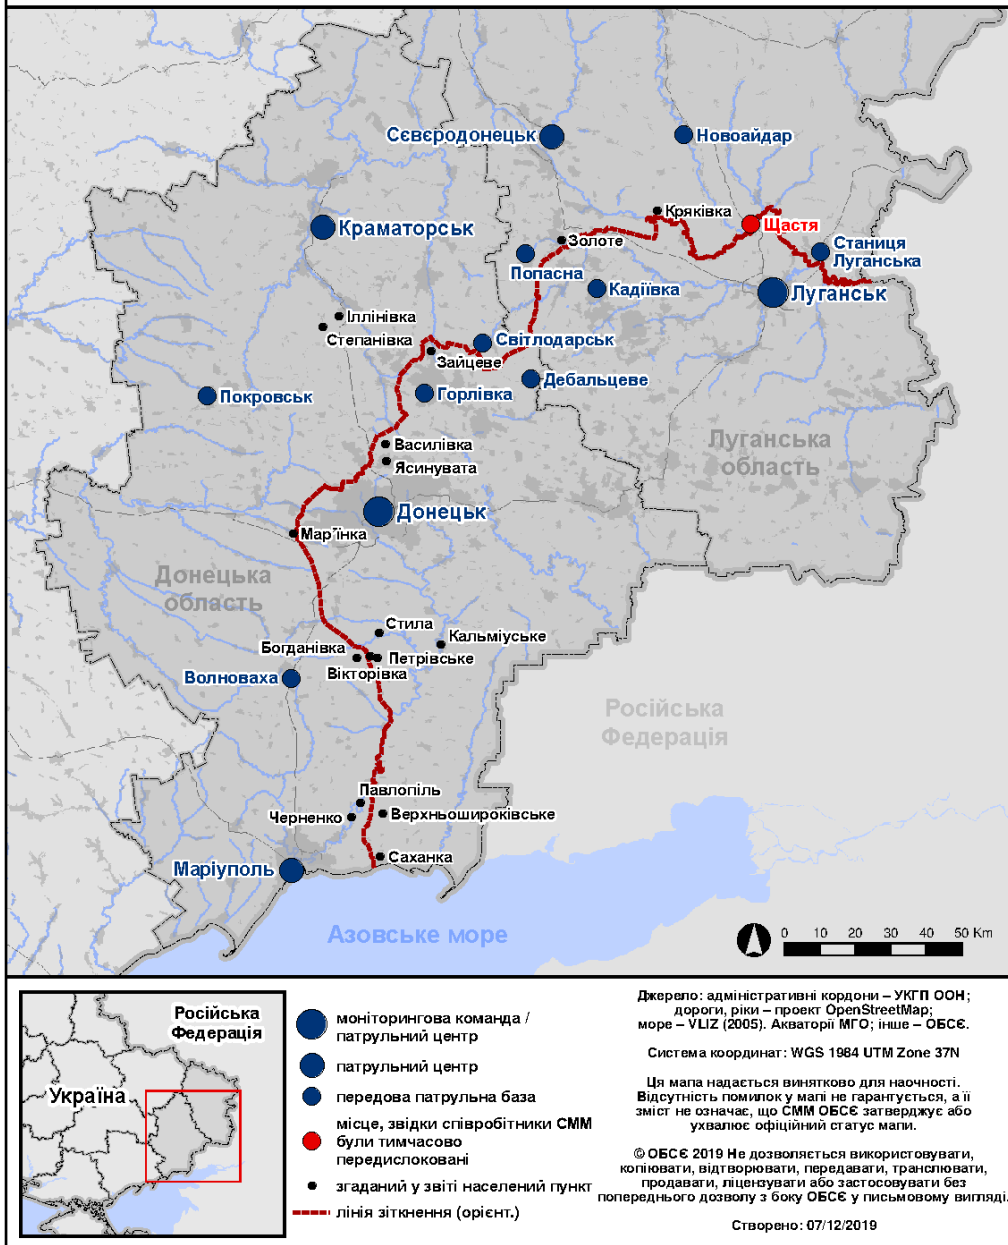 Сєвєродонецьк
Новоайдар
Кряківка
Щастя
Краматорськ
Золоте
Станиця
Луганська
Попасна
Кадіївка
Луганськ
Іллінівка
Степанівка
Світлодарськ
Зайцеве
Дебальцеве
Покровськ
Горлівка
Василівка
Луганська
область
Ясинувата
Донецьк
Мар'їнка
Донецька
область
Стила
Кальміуське
Богданівка
Петрівське
Вікторівка
Волноваха
Російська
Федерація
Павлопіль
Черненко
Верхньошироківське
Саханка
Маріуполь
Азовське море
0 10 20 30 40 50 Km
Російська
Федерація
Україна
моніторингова команда /
патрульний центр
патрульний центр
передова патрульна база
місце, звідки співробітники СММ
були тимчасово
передислоковані
згаданий у звіті населений пункт
лінія зіткнення (орієнт.)
Джерело: адміністративні кордони – УКГП ООН;
дороги, ріки – проект OpenStreetMap;
море – VLIZ (2005). Акваторії МГО; інше – ОБСЄ.
Система координат: WGS 1984 UTM Zone 37N
Ця мапа надається винятково для наочності.
Відсутність помилок у мапі не гарантується, а її
зміст не означає, що СММ ОБСЄ затверджує або
ухвалює офіційний статус мапи.
© ОБСЄ 2019 Не дозволяється використовувати,
копіювати, відтворювати, передавати, транслювати,
продавати, ліцензувати або застосовувати без
попереднього дозволу з боку ОБСЄ у письмовому вигляді.
Створено: 07/12/2019